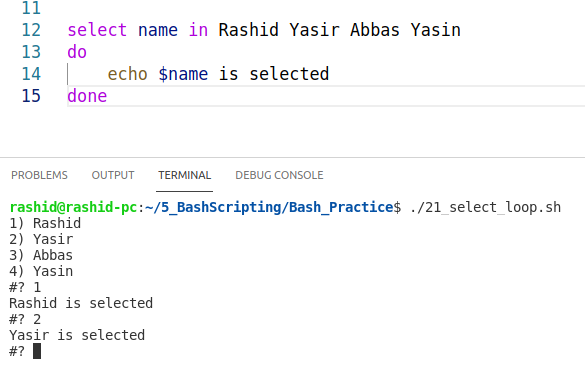 11
12 select name in Rashid Yasir Abbas Yasin
13 do
14 echo $name is selected
15 done
PROBLEMS OUTPUT TERMINAL DEBUG CONSOLE
rashid@rashid-pc:~/5_BashScripting/Bash_Practice$ ./21_select_loop.sh
1) Rashid
2) Yasir
3) Abbas
4) Yasin
#? 1
Rashid is selected
#? 2
Yasir is selected
#?